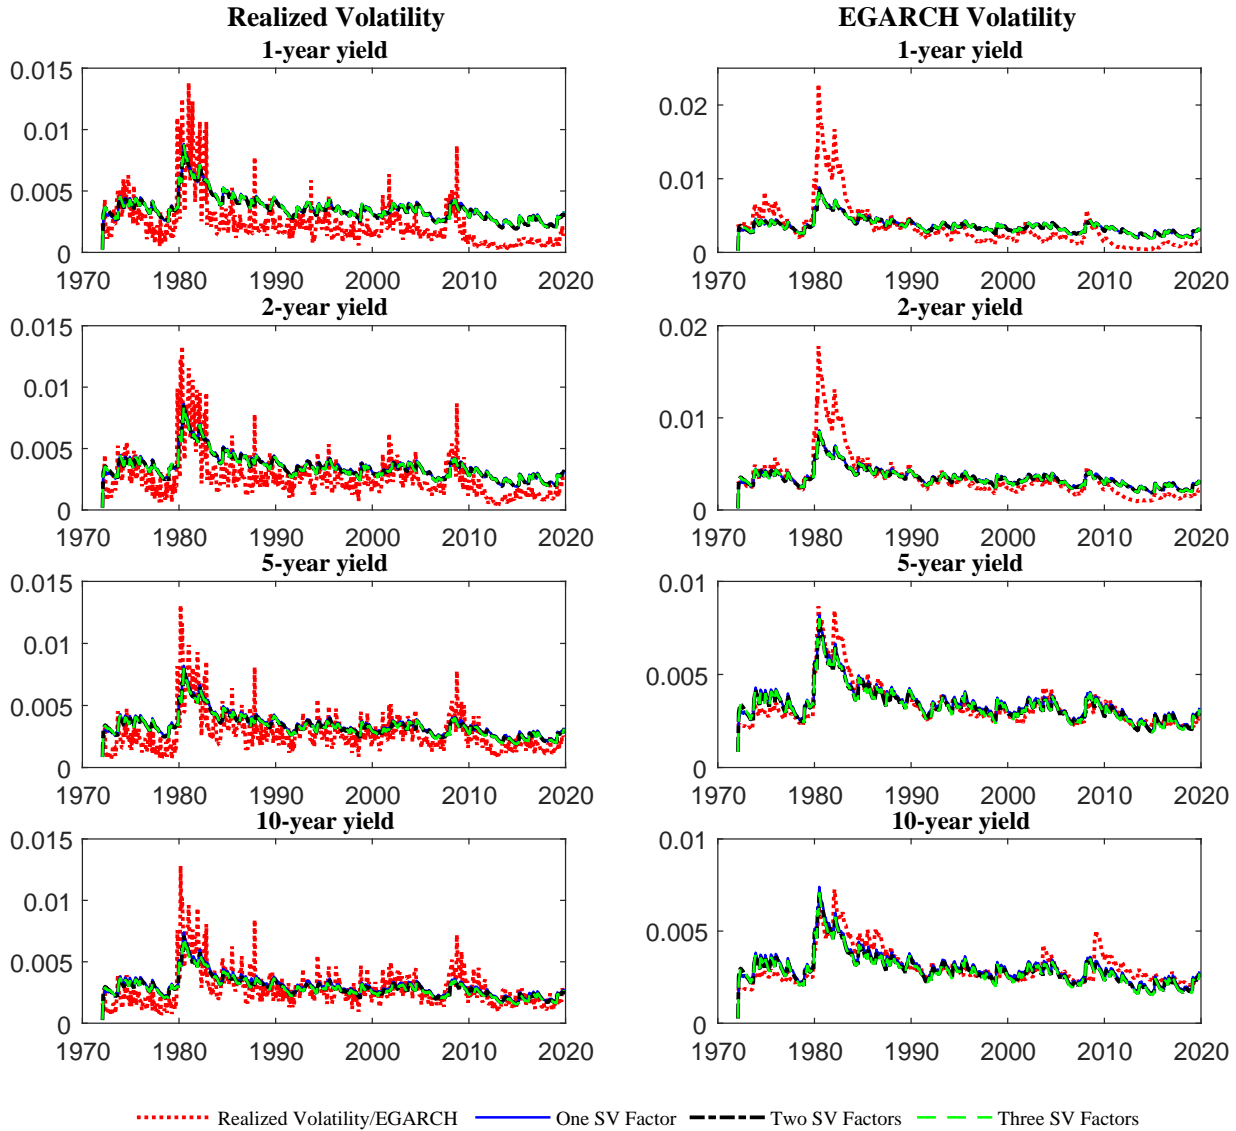 Realized Volatility
EGARCH Volatility
1-year yield
0.015
0.01
0.005
0
1970 1980 1990 2000 2010 2020
1-year yield
0.02
0.01
0
1970 1980 1990 2000 2010 2020
2-year yield
0.015
0.01
0.005
0
1970 1980 1990 2000 2010 2020
2-year yield
0.02
0.01
0
1970 1980 1990 2000 2010 2020
5-year yield
0.015
0.01
0.005
0
1970 1980 1990 2000 2010 2020
5-year yield
0.01
0.005
0
1970 1980 1990 2000 2010 2020
10-year yield
0.015
0.01
0.005
0
1970 1980 1990 2000 2010 2020
10-year yield
0.01
0.005
0
1970 1980 1990 2000 2010 2020
Realized Volatility/EGARCH One SV Factor Two SV Factors Three SV Factors